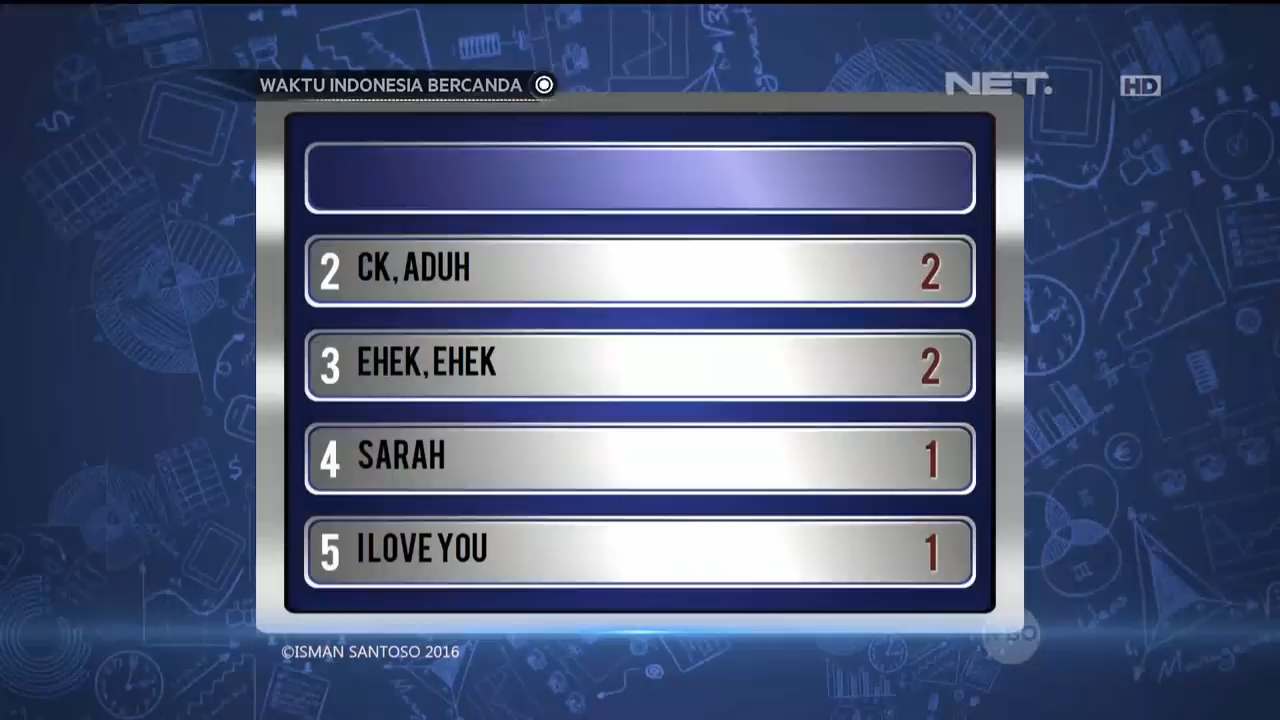 WAKTU INDONESIA BERCANDA
NET.
HD
2 CK, ADUH 2
3 EHEK, EHEK 2
4 SARAH 1
5 I LOVE YOU 1
©ISMAN SANTOSO 2016